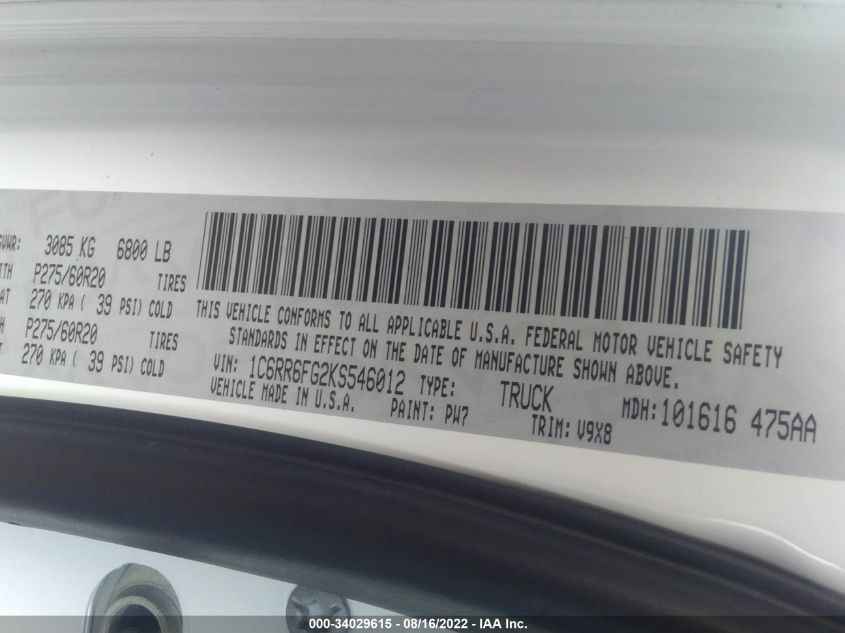 GVWR: 3085 KG 6800 LB
P275/60R20 TIRES
270 KPA ( 39 PSI) COLD
P275/60R20 TIRES
270 KPA ( 39 PSI) COLD
THIS VEHICLE CONFORMS TO ALL APPLICABLE U.S.A. FEDERAL MOTOR VEHICLE SAFETY
STANDARDS IN EFFECT ON THE DATE OF MANUFACTURE SHOWN ABOVE.
VIN: 1C6RR6FG2KS546012 TYPE: TRUCK MDH:101616 475AA
VEHICLE MADE IN U.S.A. PAINT: PW7 TRIM: V9X8
000-34029615 - 08/16/2022 - IAA Inc.